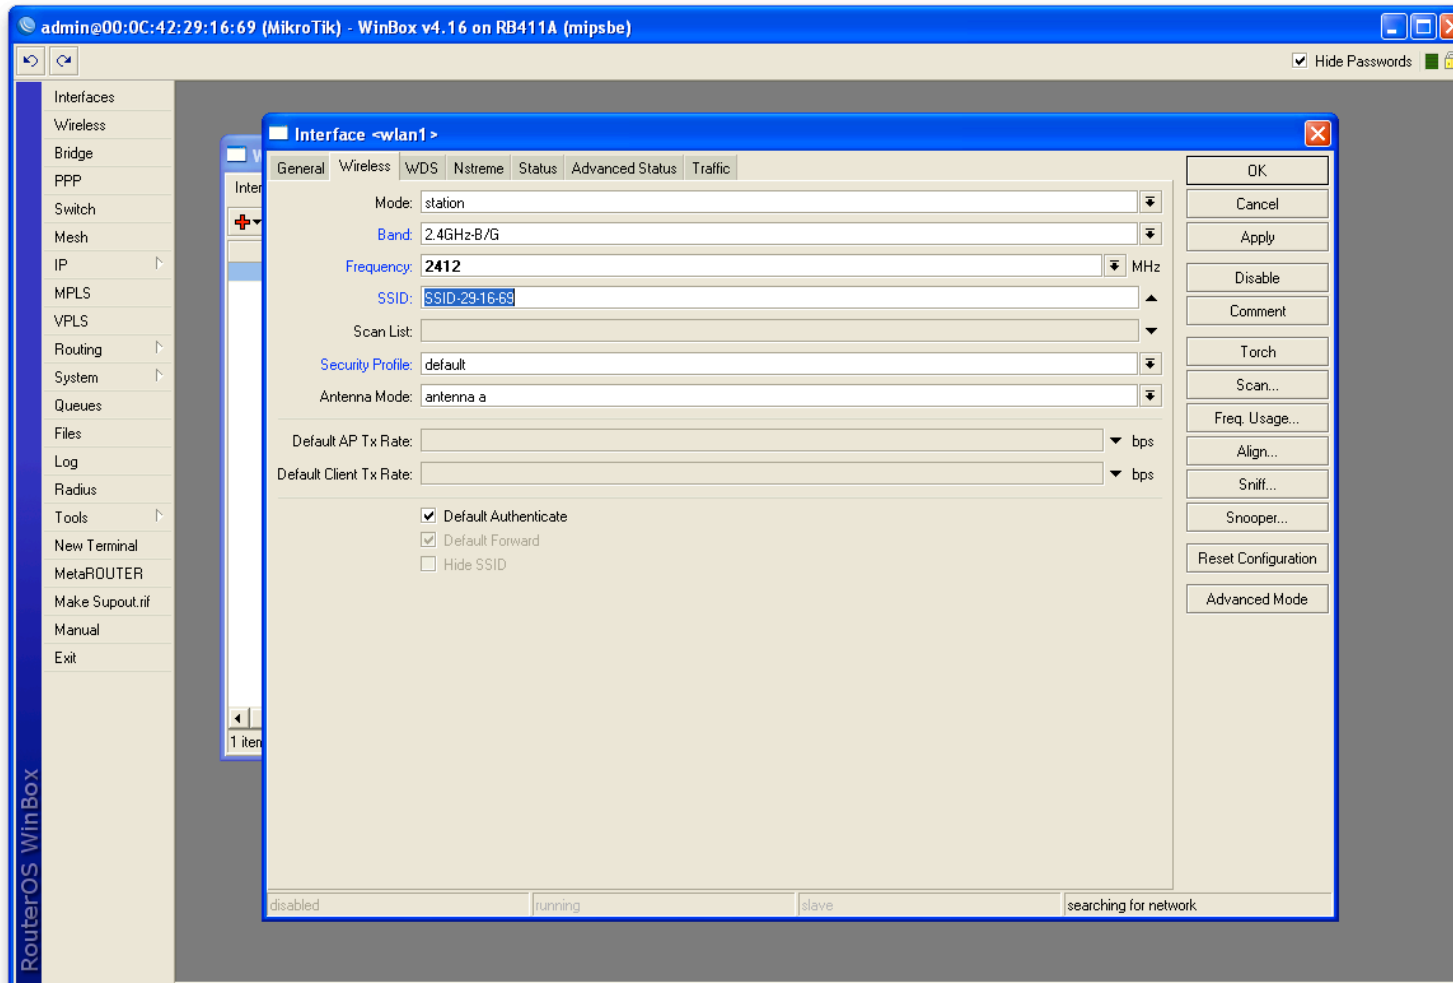 admin@00:0C:42:29:16:69 (MikroTik) - WinBox v4.16 on RB411A (mipsbe)
Hide Passwords
Interfaces
Wireless
Bridge
PPP
Switch
Mesh
IP
MPLS
VPLS
Routing
System
Queues
Files
Log
Radius
Tools
New Terminal
MetaROUTER
Make Supout.rif
Manual
Exit
RouterOS WinBox
Interface <wlan1>
General Wireless WDS Nstreme Status Advanced Status Traffic
Mode: station
Band: 2.4GHz-B/G
Frequency: 2412 MHz
SSID: SSID-29-16-69
Scan List:
Security Profile: default
Antenna Mode: antenna a
Default AP Tx Rate: bps
Default Client Tx Rate: bps
Default Authenticate
Default Forward
Hide SSID
OK
Cancel
Apply
Disable
Comment
Torch
Scan...
Freq. Usage...
Align...
Sniff...
Snooper...
Reset Configuration
Advanced Mode
disabled running slave searching for network